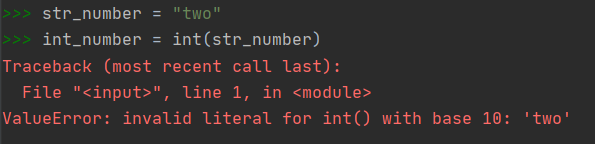 >>> str_number = "two"
>>> int_number = int(str_number)
Traceback (most recent call last):
  File "<input>", line 1, in <module>
ValueError: invalid literal for int() with base 10: 'two'